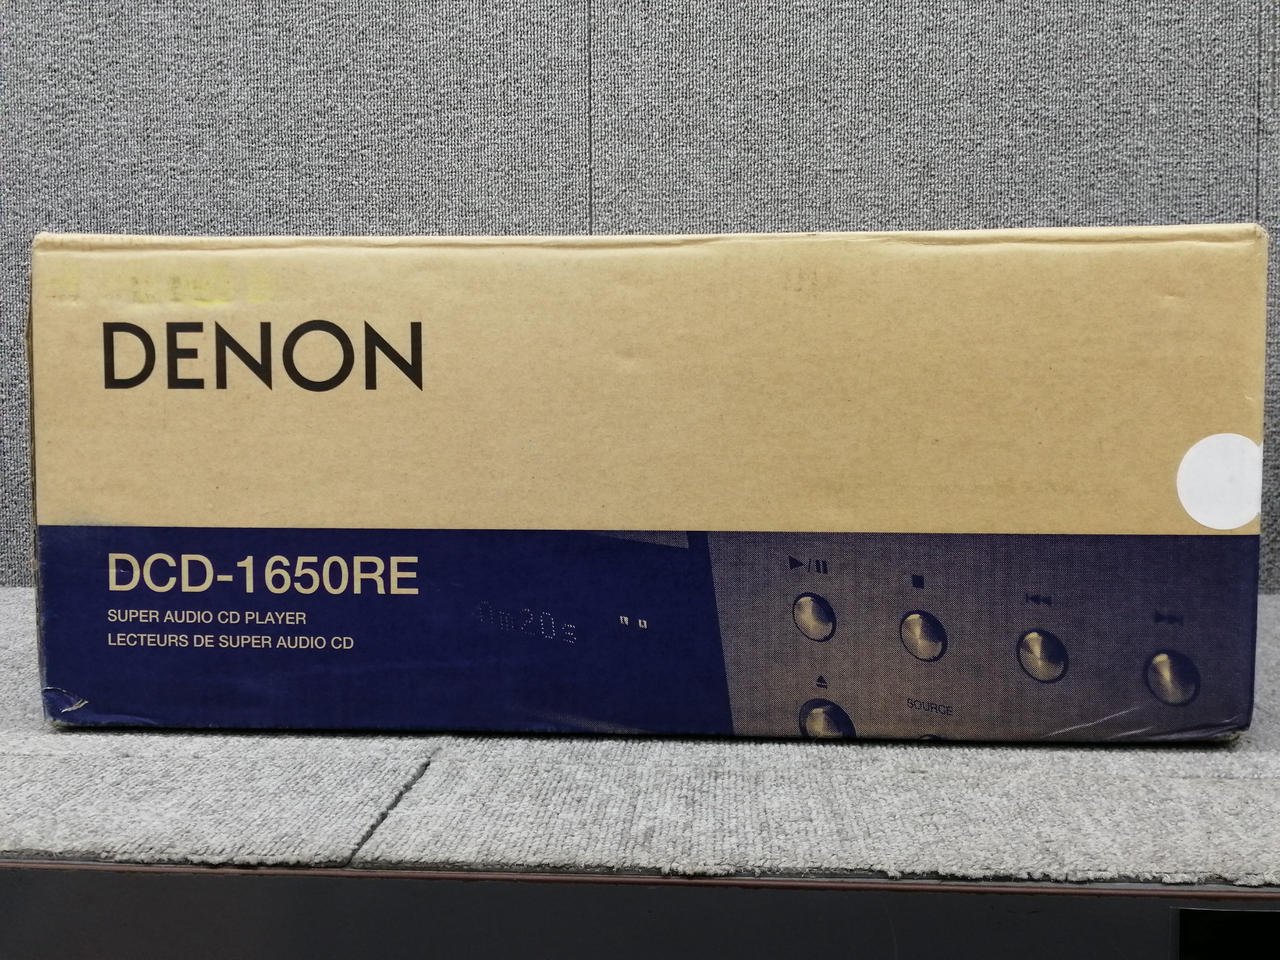 DENON
DCD-1650RE
SUPER AUDIO CD PLAYER
LECTEURS DE SUPER AUDIO CD
SOURCE